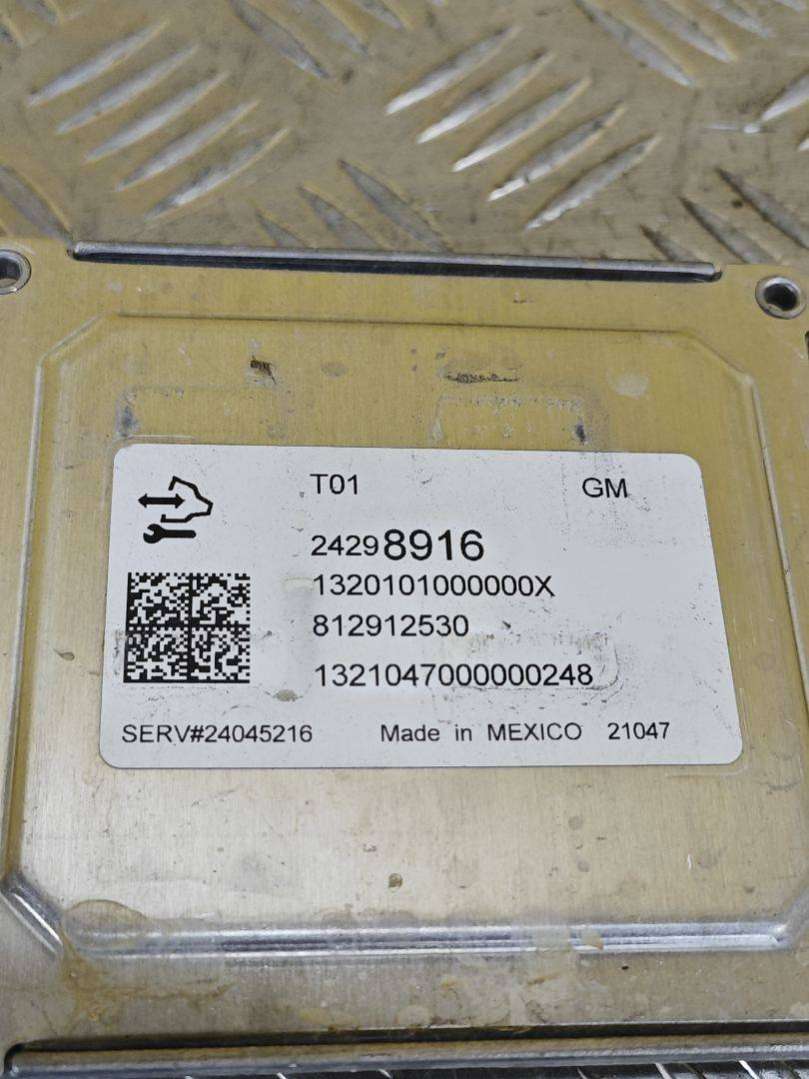 T01 GM
24298916
1320101000000X
812912530
1321047000000248
SERV#24045216 Made in MEXICO 21047